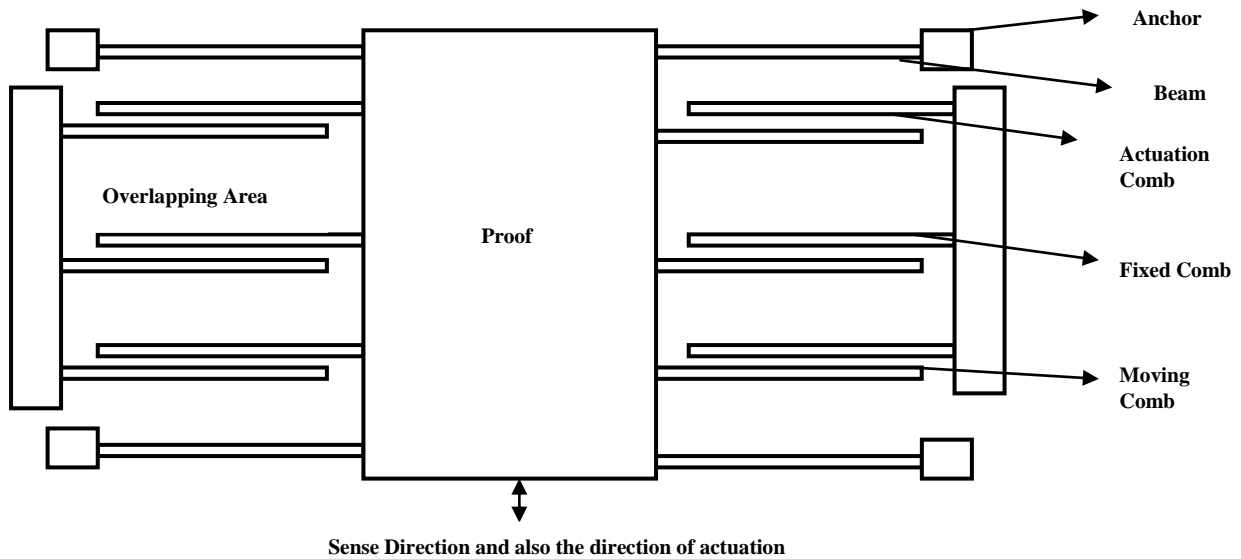 Anchor
Beam
Actuation
Comb
Overlapping Area
Proof
Fixed Comb
Moving
Comb
Sense Direction and also the direction of actuation